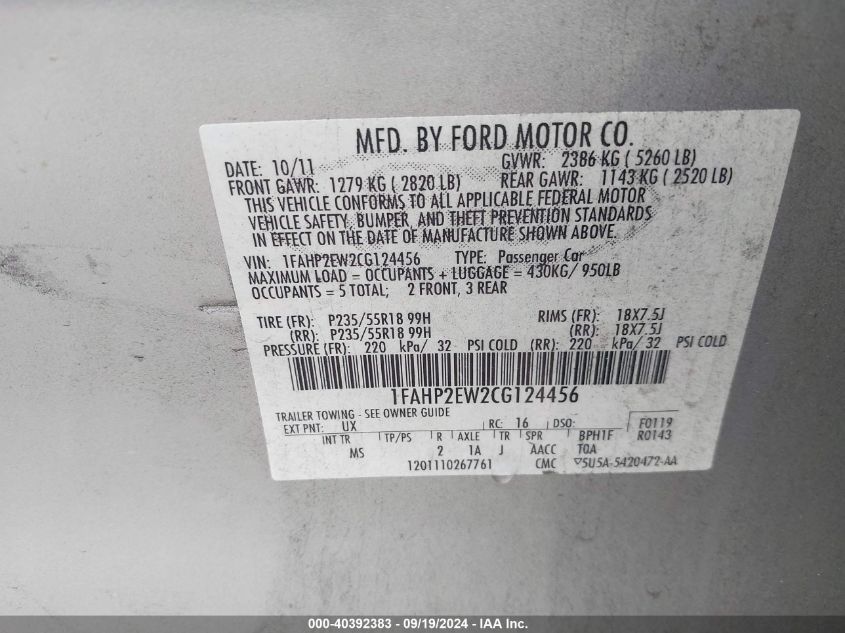 MFD. BY FORD MOTOR CO.
DATE: 10/11 GVWR: 2386 KG ( 5260 LB)
FRONT GAWR: 1279 KG ( 2820 LB) REAR GAWR: 1143 KG ( 2520 LB)
THIS VEHICLE CONFORMS TO ALL APPLICABLE FEDERAL MOTOR
VEHICLE SAFETY, BUMPER, AND THEFT PREVENTION STANDARDS
IN EFFECT ON THE DATE OF MANUFACTURE SHOWN ABOVE.
VIN: 1FAHP2EW2CG124456 TYPE: Passenger Car
MAXIMUM LOAD = OCCUPANTS + LUGGAGE = 430KG/ 950LB
OCCUPANTS = 5 TOTAL; 2 FRONT, 3 REAR
TIRE (FR): P235/55R18 99H RIMS (FR): 18X7.5J
(RR): P235/55R18 99H (RR): 18X7.5J
PRESSURE (FR): 220 kPa/ 32 PSI COLD (RR): 220 kPa/ 32 PSI COLD
1FAHP2EW2CG124456
TRAILER TOWING - SEE OWNER GUIDE
EXT PNT: UX RC: 16 DSO: F0119
INT TR TP/PS R AXLE TR SPR BPH1F R0143
MS 2 1A J AACC TOA
1201110267761 CMC 5U5A-5420472-AA
000-40392383 - 09/19/2024 - IAA Inc.